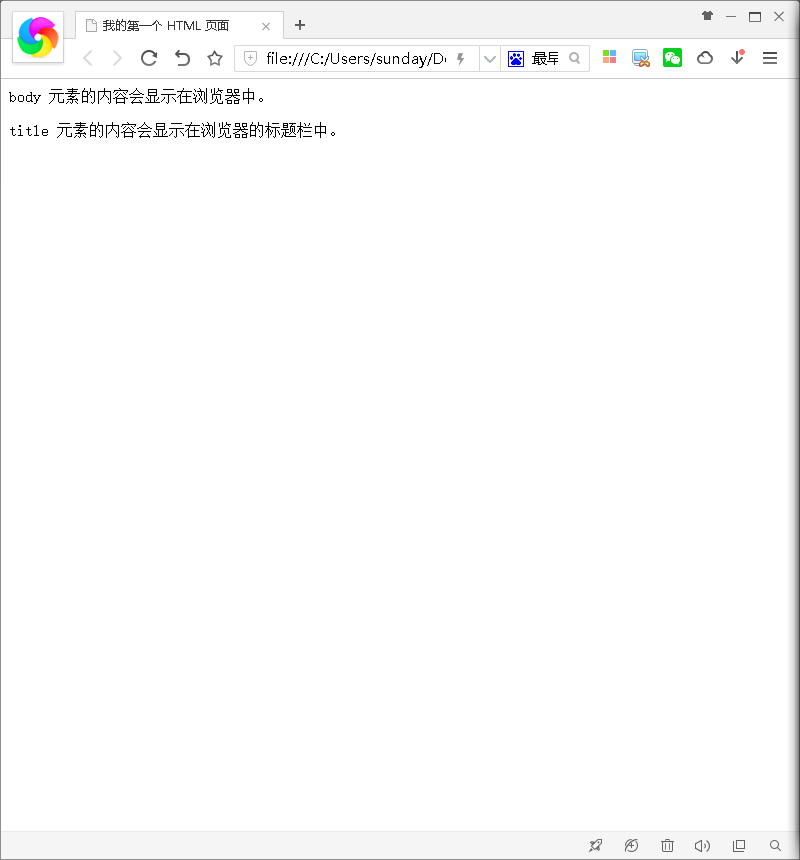 我的第一个 HTML 页面
file:///C:/Users/sunday/D
最早
body 元素的内容会显示在浏览器中。
title 元素的内容会显示在浏览器的标题栏中。